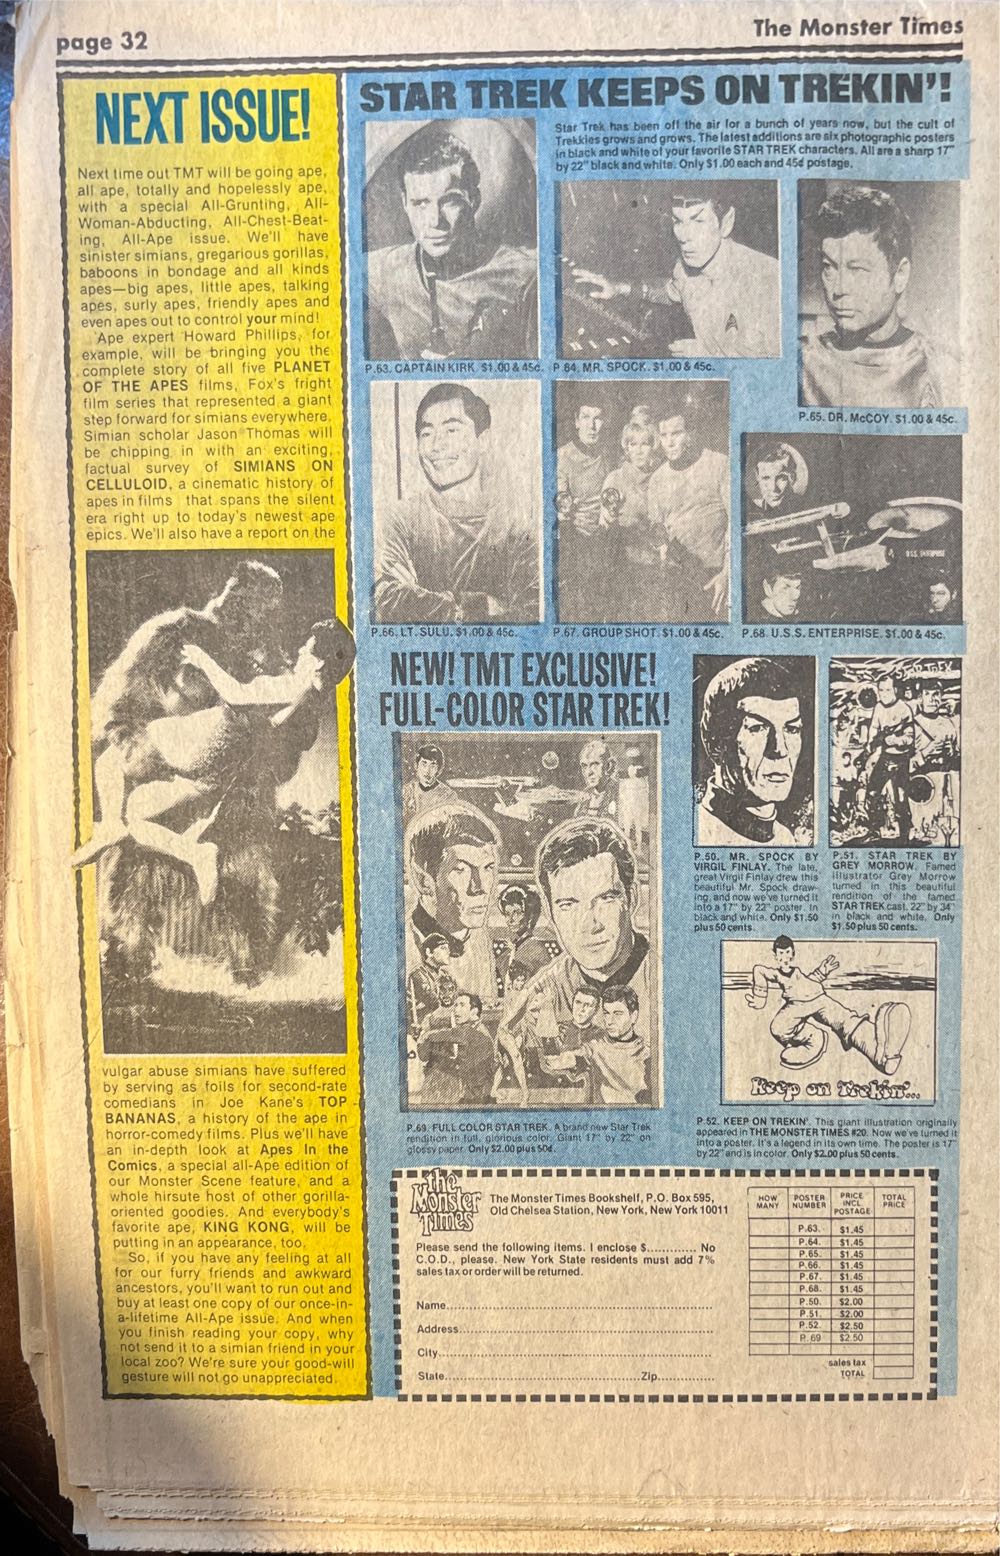 page 32
The Monster Times
NEXT ISSUE!
Next time out TMT will be going ape,
all ape, totally and hopelessly ape,
with a special All-Grunting, All-
Woman-Abducting, All-Chest-Beat-
ing, All-Ape issue. We'll have
sinister simians, gregarious gorillas,
baboons in bondage and all kinds
apes—big apes, little apes, talking
apes, surly apes, friendly apes and
even apes out to control your mind!
Ape expert Howard Phillips, for
example, will be bringing you the
complete story of all five PLANET
OF THE APES films, Fox's fright
film series that represented a giant
step forward for simians everywhere.
Simian scholar Jason Thomas will
be chipping in with an exciting,
factual survey of SIMIANS ON
CELLULOID, a cinematic history of
apes in films that spans the silent
era right up to today's newest ape
epics. We'll also have a report on the
vulgar abuse simians have suffered
by serving as foils for second-rate
comedians in Joe Kane's TOP
BANANAS, a history of the ape in
horror-comedy films. Plus we'll have
an in-depth look at Apes In the
Comics, a special all-Ape edition of
our Monster Scene feature, and a
whole hirsute host of other gorilla-
oriented goodies. And everybody's
favorite ape, KING KONG, will be
putting in an appearance, too.
So, if you have any feeling at all
for our furry friends and awkward
ancestors, you'll want to run out and
buy at least one copy of our once-in-
a-lifetime All-Ape issue. And when
you finish reading your copy, why
not send it to a simian friend in your
local zoo? We're sure your good-will
gesture will not go unappreciated.
STAR TREK KEEPS ON TREKIN'!
Star Trek has been off the air for a bunch of years now, but the cult of
Trekkies grows and grows. The latest additions are six photographic posters
in black and white of your favorite STAR TREK characters. All are a sharp 17"
by 22" black and white. Only $1.00 each and 45¢ postage.
P.63. CAPTAIN KIRK. $1.00 & 45c.
P.64. MR. SPOCK. $1.00 & 45c.
P.65. DR. McCOY. $1.00 & 45c.
P.66. LT. SULU. $1.00 & 45c.
P.67. GROUP SHOT. $1.00 & 45c.
U.S.S. ENTERPRISE
P.68. U.S.S. ENTERPRISE. $1.00 & 45c.
NEW! TMT EXCLUSIVE!
FULL-COLOR STAR TREK!
P.69. FULL COLOR STAR TREK. A brand new Star Trek
rendition in full, glorious color. Giant 17" by 22" on
glossy paper. Only $2.00 plus 50¢.
P.50. MR. SPOCK BY
VIRGIL FINLAY. The late,
great Virgil Finlay drew this
beautiful Mr. Spock draw-
ing, and now we've turned it
into a 17" by 22" poster. In
black and white. Only $1.50
plus 50 cents.
P.51. STAR TREK BY
GREY MORROW. Famed
illustrator Grey Morrow
turned in this beautiful
rendition of the famed
STAR TREK cast. 22" by 34"
in black and white. Only
$1.50 plus 50 cents.
Keep on Trekin'...
P.52. KEEP ON TREKIN'. This giant illustration originally
appeared in THE MONSTER TIMES #20. Now we've turned it
into a poster. It's a legend in its own time. The poster is 17"
by 22" and is in color. Only $2.00 plus 50 cents.
the
Monster
Times
The Monster Times Bookshelf, P.O. Box 595,
Old Chelsea Station, New York, New York 10011
Please send the following items. I enclose $............ No
C.O.D., please. New York State residents must add 7%
sales tax or order will be returned.
Name
Address
City
State Zip
HOW MANY POSTER NUMBER PRICE INCL POSTAGE TOTAL PRICE
P.63. $1.45
P.64. $1.45
P.65. $1.45
P.66. $1.45
P.67. $1.45
P.68. $1.45
P.50. $2.00
P.51. $2.00
P.52. $2.50
P.69 $2.50
sales tax
TOTAL